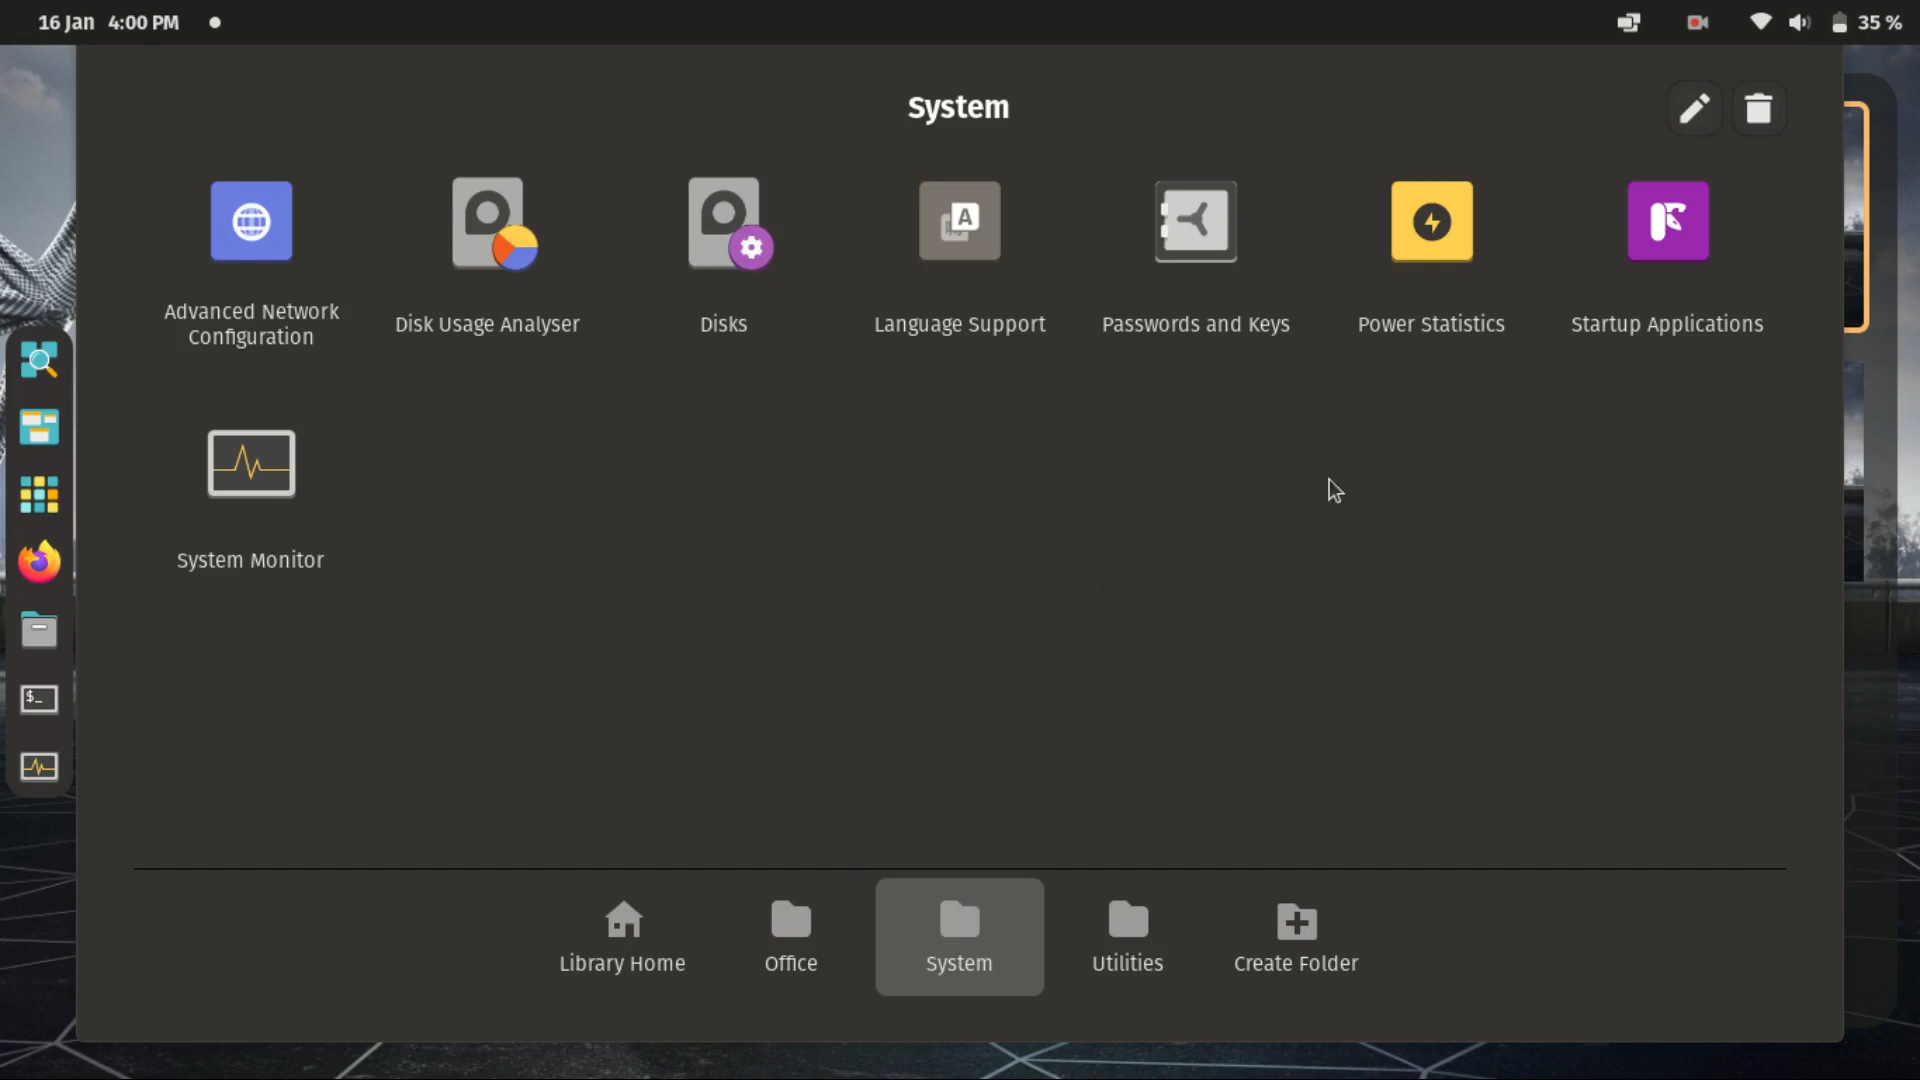 16 Jan 4:00 PM
35 %
System
Advanced Network
Configuration
Disk Usage Analyser
Disks
Language Support
Passwords and Keys
Power Statistics
Startup Applications
System Monitor
Library Home
Office
System
Utilities
Create Folder